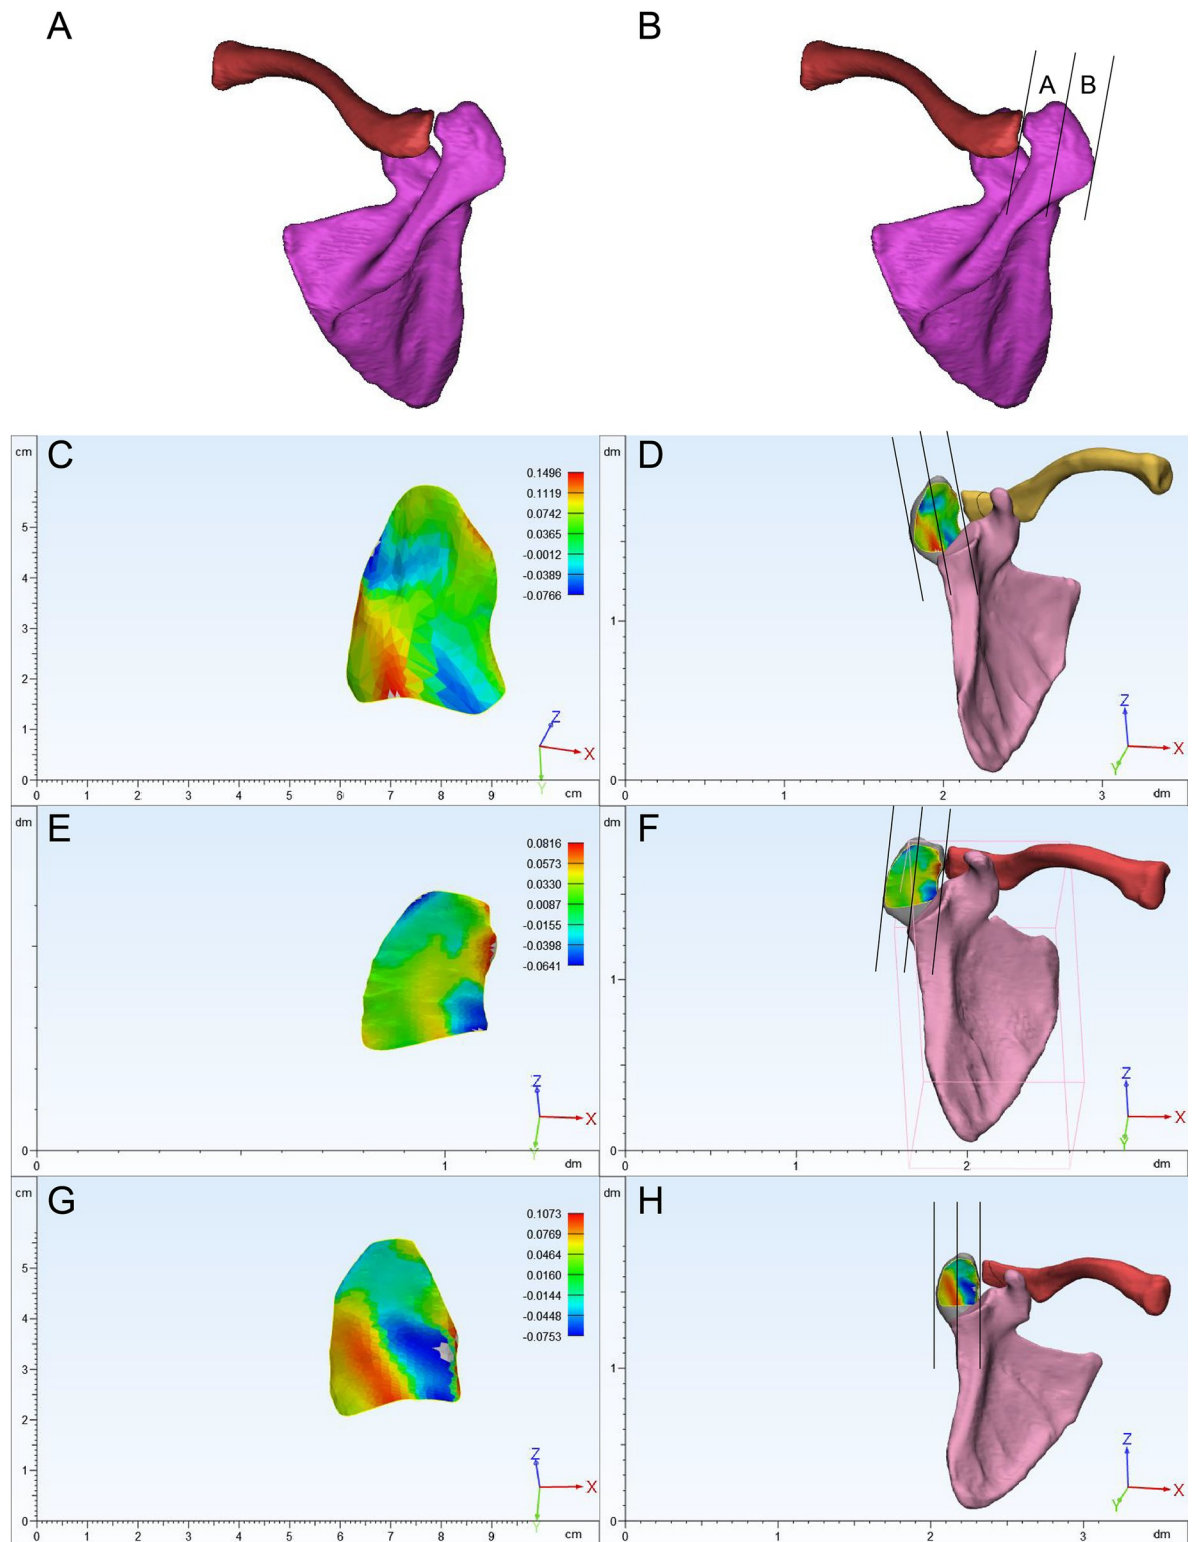 A
B
A
B
cm
C
0.1496
0.1119
0.0742
0.0365
-0.0012
-0.0389
-0.0766
5
4
3
2
1
0
Z
X
Y
0
1
2
3
4
5
6
7
8
9
cm
dm
D
1
0
Z
X
Y
0
1
2
3
dm
dm
E
0.0816
0.0573
0.0330
0.0087
-0.0155
-0.0398
-0.0641
0
Z
X
Y
0
1
dm
dm
F
1
0
Z
X
Y
0
1
2
dm
cm
G
0.1073
0.0769
0.0464
0.0160
-0.0144
-0.0448
-0.0753
5
4
3
2
1
0
Z
X
Y
0
1
2
3
4
5
6
7
8
9
cm
dm
H
1
0
Z
X
Y
0
1
2
3
dm